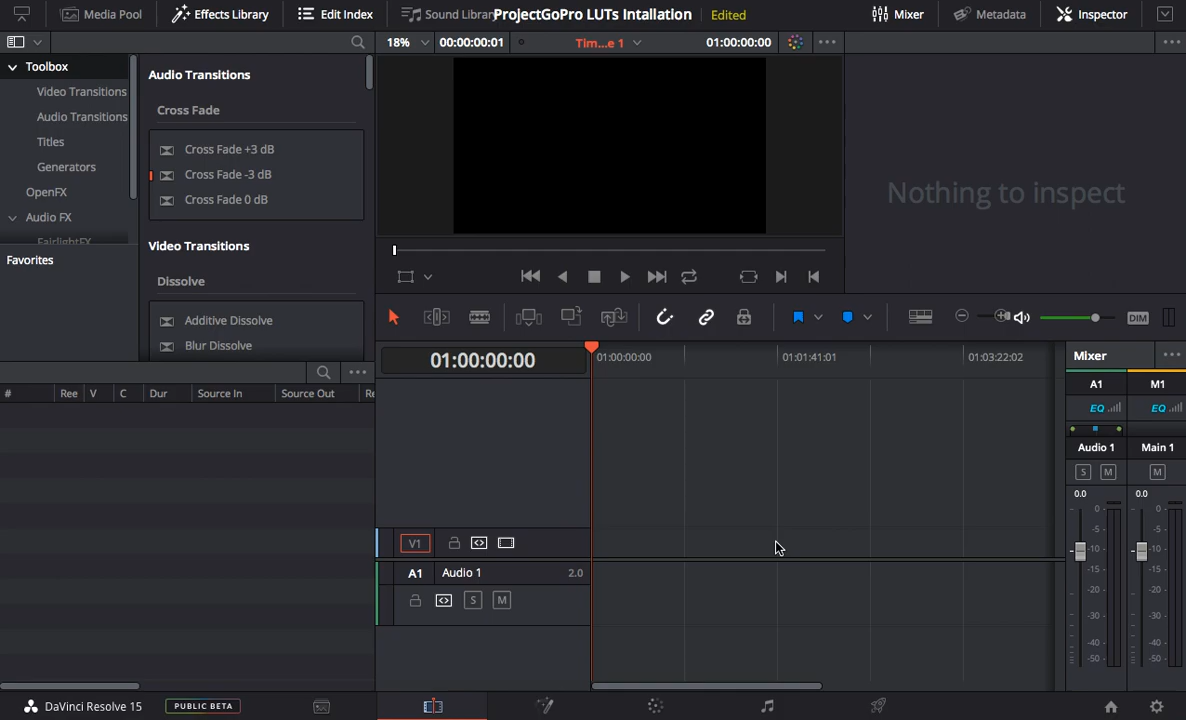 Media Pool
Effects Library
Edit Index
Sound Library
ProjectGoPro LUTs Intallation
Edited
Mixer
Metadata
Inspector
18%
00:00:00:01
Tim...e 1
01:00:00:00
Toolbox
Video Transitions
Audio Transitions
Titles
Generators
OpenFX
Audio FX
FairlightFX
Favorites
Audio Transitions
Cross Fade
Cross Fade +3 dB
Cross Fade -3 dB
Cross Fade 0 dB
Video Transitions
Dissolve
Additive Dissolve
Blur Dissolve
Nothing to inspect
DIM
# Ree V C Dur Source In Source Out Re
01:00:00:00
01:00:00:00 01:01:41:01 01:03:22:02
V1
A1 Audio 1 2.0
S M
Mixer
A1 M1
EQ EQ
Audio 1 Main 1
S M M
0.0 0.0
0- 0-
-5- -5-
-10- -10-
-15- -15-
-20- -20-
-30- -30-
-40- -40-
-50- -50-
DaVinci Resolve 15
PUBLIC BETA